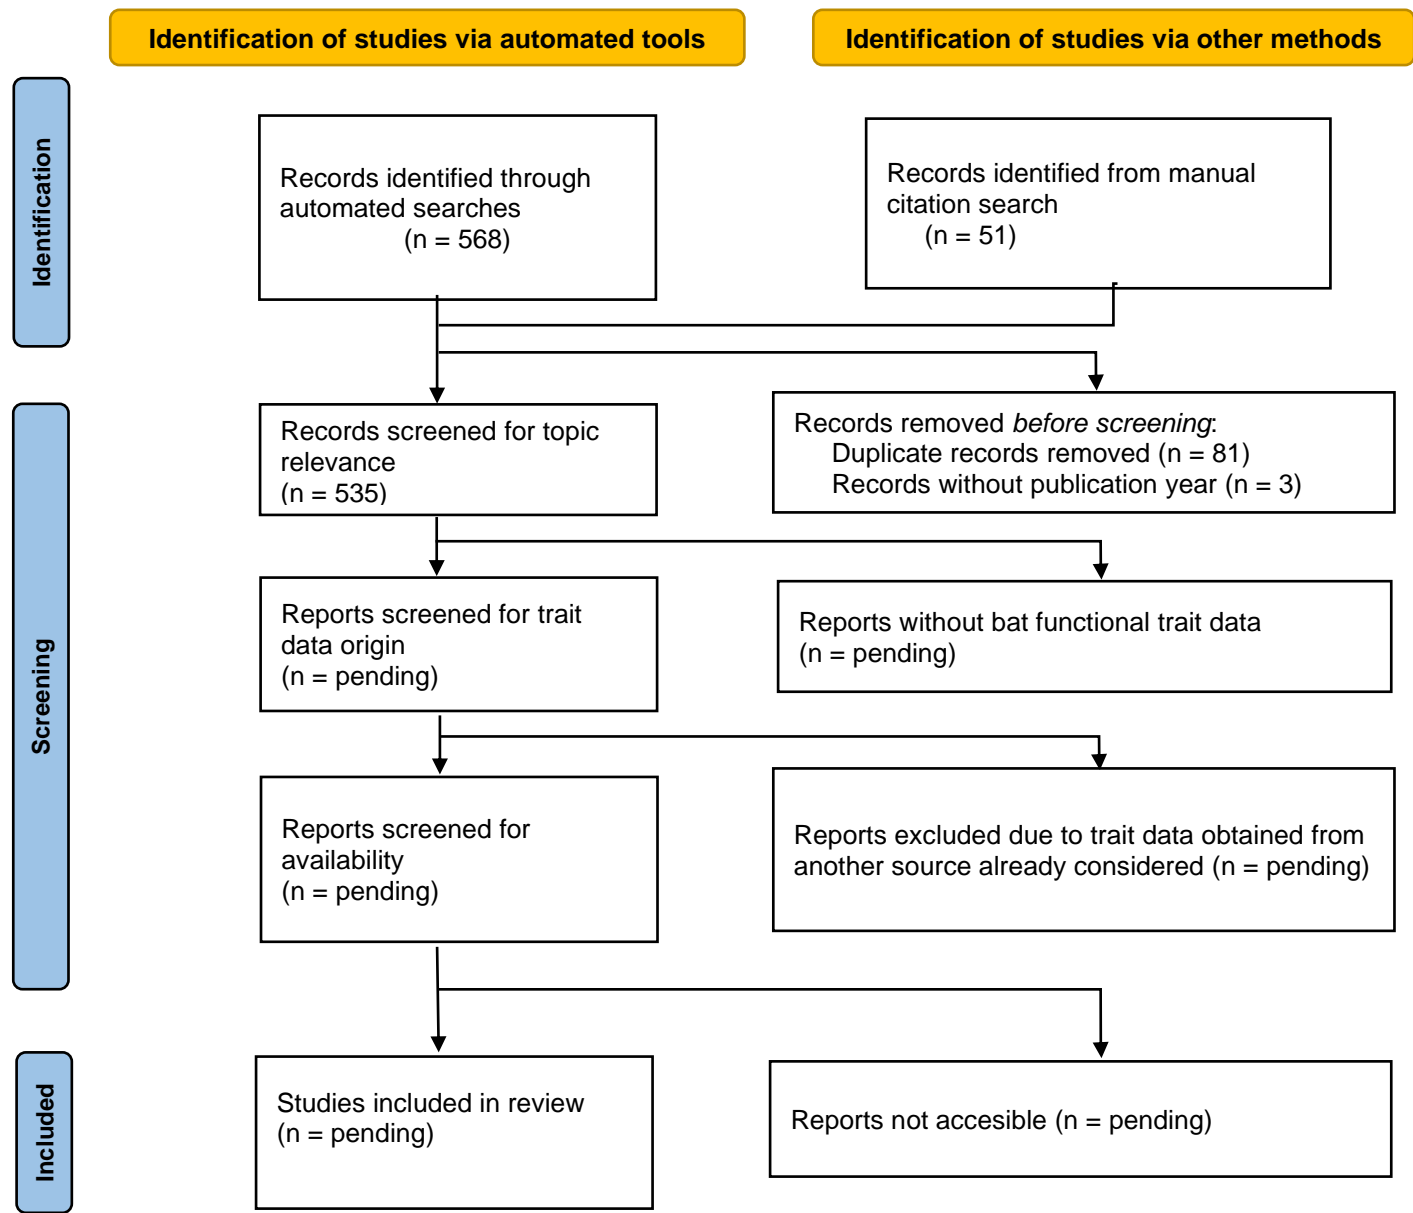 Identification of studies via automated tools
Identification of studies via other methods
Identification
Records identified through
automated searches
(n = 568)
Records identified from manual
citation search
(n = 51)
Screening
Records screened for topic
relevance
(n = 535)
Records removed before screening:
Duplicate records removed (n = 81)
Records without publication year (n = 3)
Reports screened for trait
data origin
(n = pending)
Reports without bat functional trait data
(n = pending)
Reports screened for
availability
(n = pending)
Reports excluded due to trait data obtained from
another source already considered (n = pending)
Included
Studies included in review
(n = pending)
Reports not accesible (n = pending)